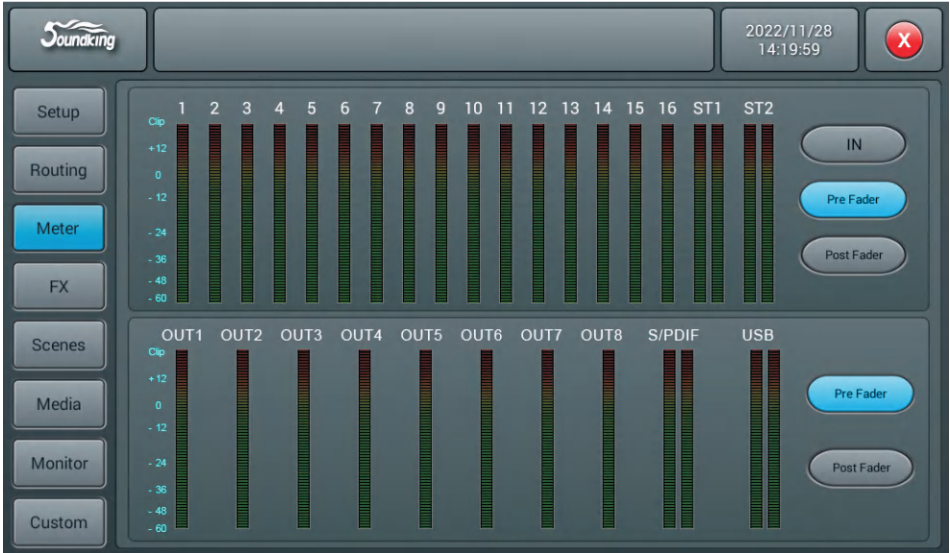 Soundking
2022/11/28
14:19:59
X
Setup
Routing
Meter
FX
Scenes
Media
Monitor
Custom
1 2 3 4 5 6 7 8 9 10 11 12 13 14 15 16 ST1 ST2
Clip
+12
0
- 12
- 24
- 36
- 48
- 60
IN
Pre Fader
Post Fader
OUT1 OUT2 OUT3 OUT4 OUT5 OUT6 OUT7 OUT8 S/PDIF USB
Clip
+12
0
- 12
- 24
- 36
- 48
- 60
Pre Fader
Post Fader